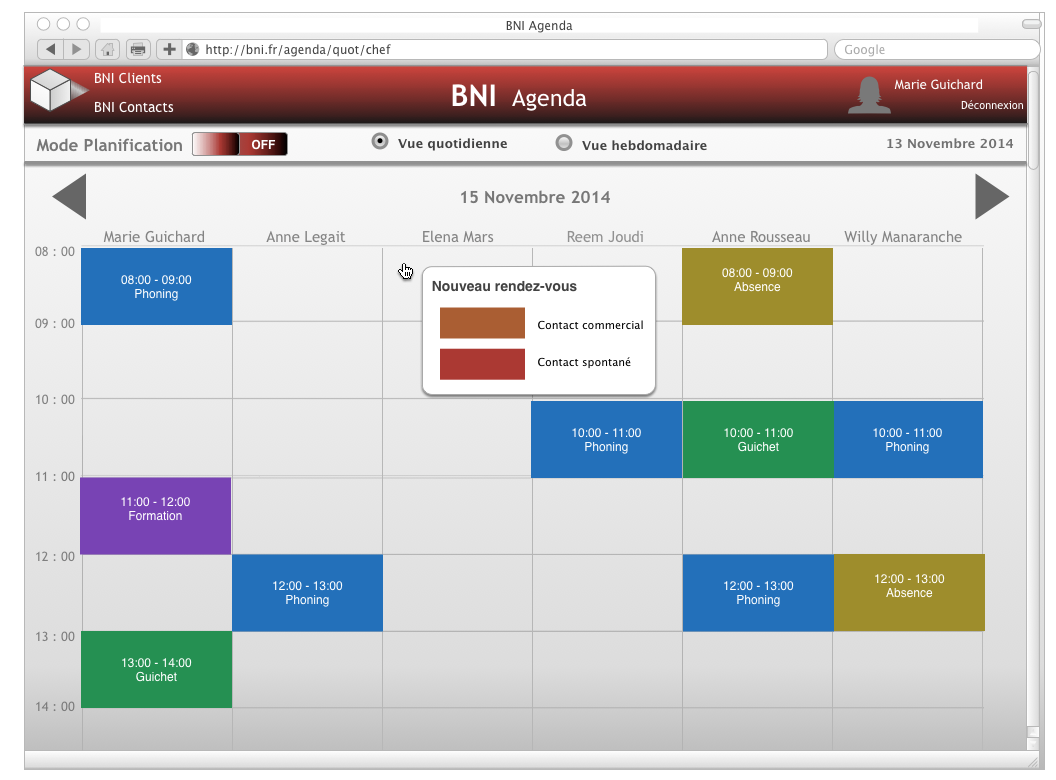 BNI Agenda
http://bni.fr/agenda/quot/chef
Google
BNI Clients
BNI Contacts
BNI Agenda
Marie Guichard
Déconnexion
Mode Planification
OFF
Vue quotidienne
Vue hebdomadaire
13 Novembre 2014
15 Novembre 2014
Marie Guichard
Anne Legait
Elena Mars
Reem Joudi
Anne Rousseau
Willy Manaranche
08 : 00
08:00 - 09:00
Phoning
08:00 - 09:00
Absence
Nouveau rendez-vous
Contact commercial
Contact spontané
09 : 00
10 : 00
10:00 - 11:00
Phoning
10:00 - 11:00
Guichet
10:00 - 11:00
Phoning
11 : 00
11:00 - 12:00
Formation
12 : 00
12:00 - 13:00
Phoning
12:00 - 13:00
Phoning
12:00 - 13:00
Absence
13 : 00
13:00 - 14:00
Guichet
14 : 00